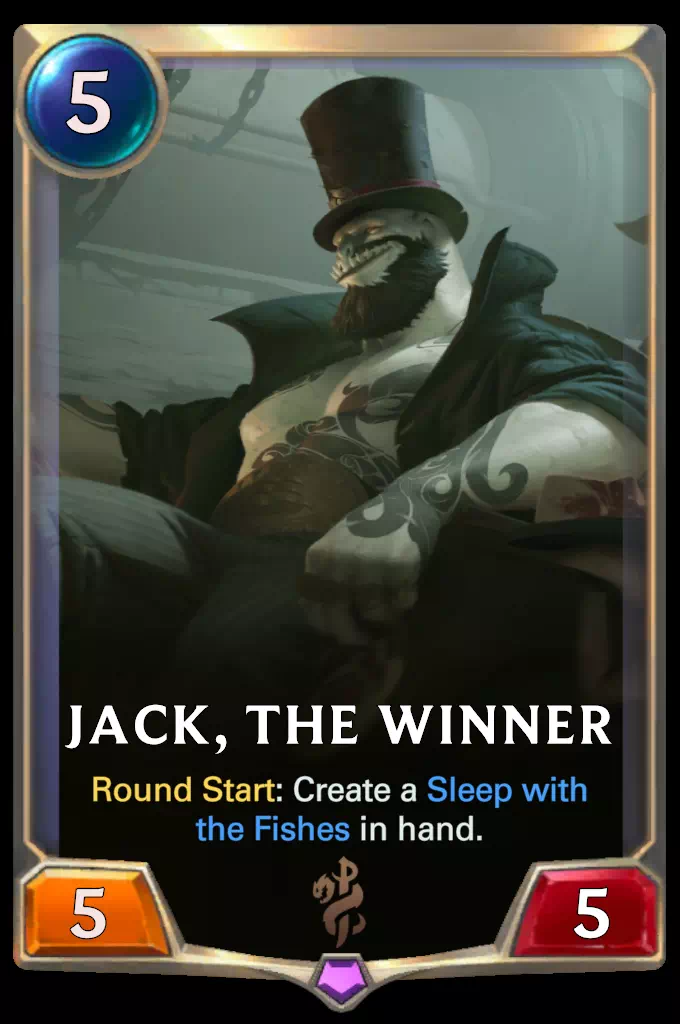 5
JACK, THE WINNER
Round Start: Create a Sleep with
the Fishes in hand.
5
5